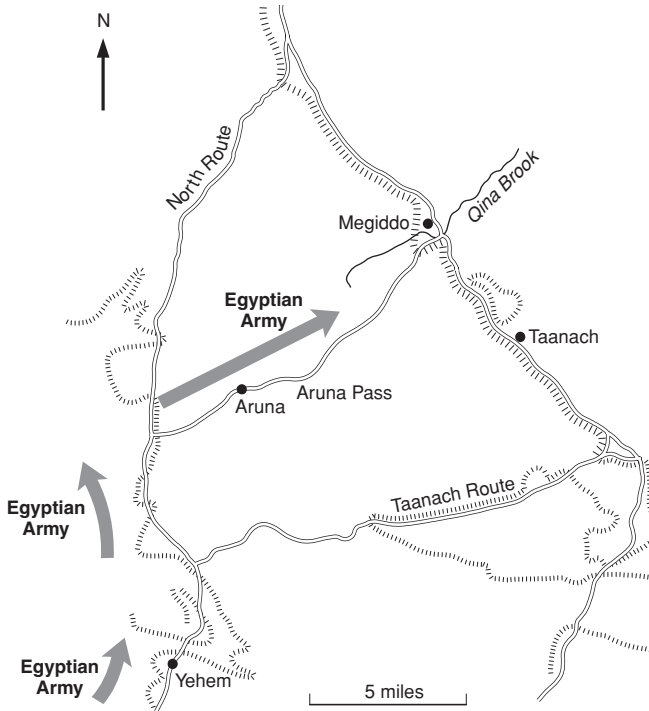 N
North Route
Qina Brook
Megiddo
Egyptian
Army
Taanach
Aruna
Aruna Pass
Taanach Route
Egyptian
Army
Egyptian
Army
Yehem
5 miles